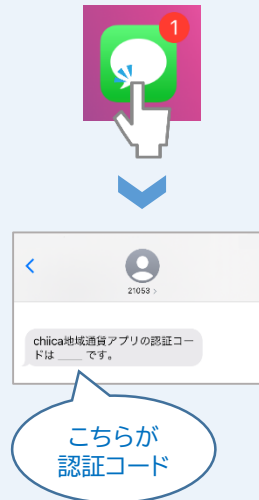 1
21053 >
chiica地域通貨アプリの認証コー
ドは ____ です。
こちらが
認証コード